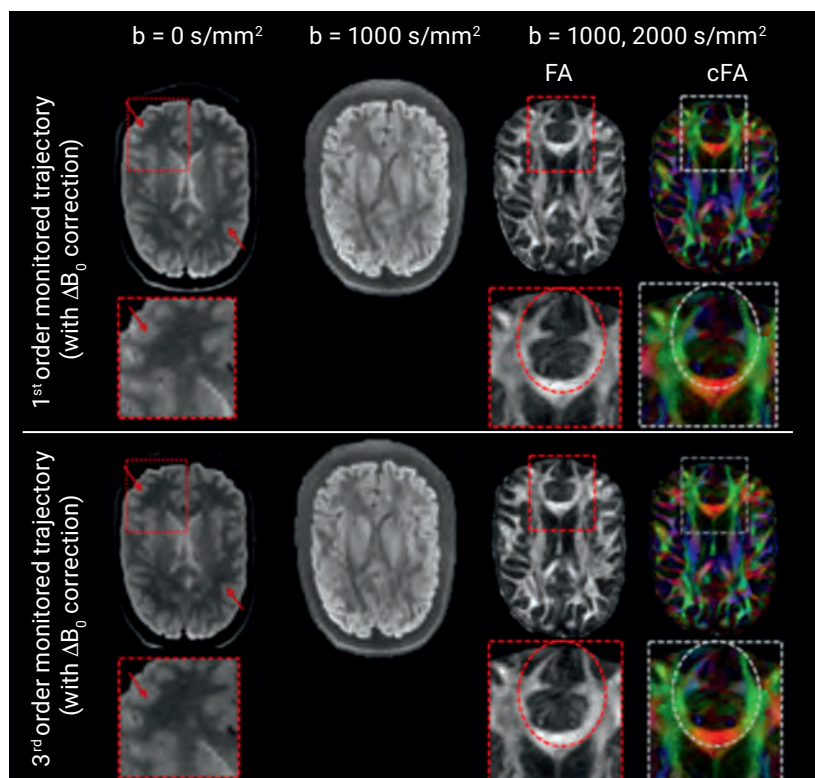 b = 0 s/mm²
b = 1000 s/mm²
b = 1000, 2000 s/mm²
FA
cFA
1ˢᵗ order monitored trajectory
(with ΔB₀ correction)
3ʳᵈ order monitored trajectory
(with ΔB₀ correction)